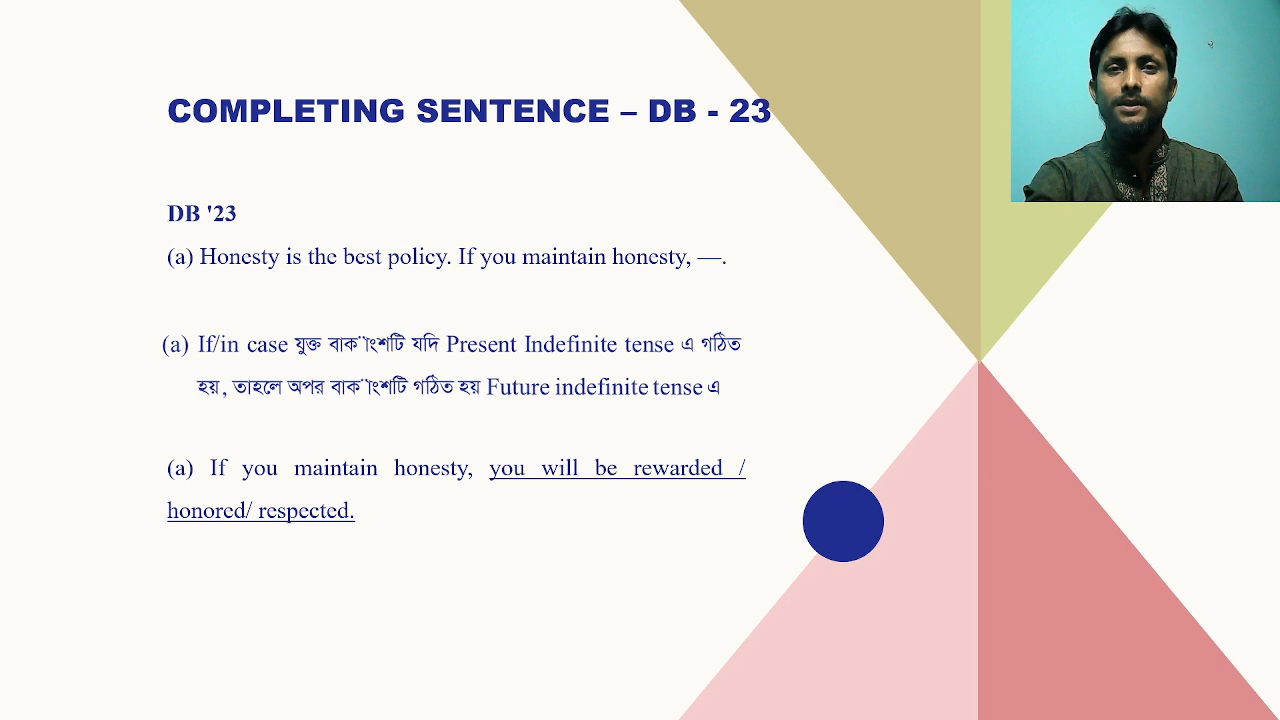 COMPLETING SENTENCE – DB - 23
DB '23
(a) Honesty is the best policy. If you maintain honesty, —.
(a) If/in case যুক্ত বাক¨াংশটি যদি Present Indefinite tense এ গঠিত
হয়, তাহলে অপর বাক¨াংশটি গঠিত হয় Future indefinite tense এ
(a) If you maintain honesty, you will be rewarded /
honored/ respected.